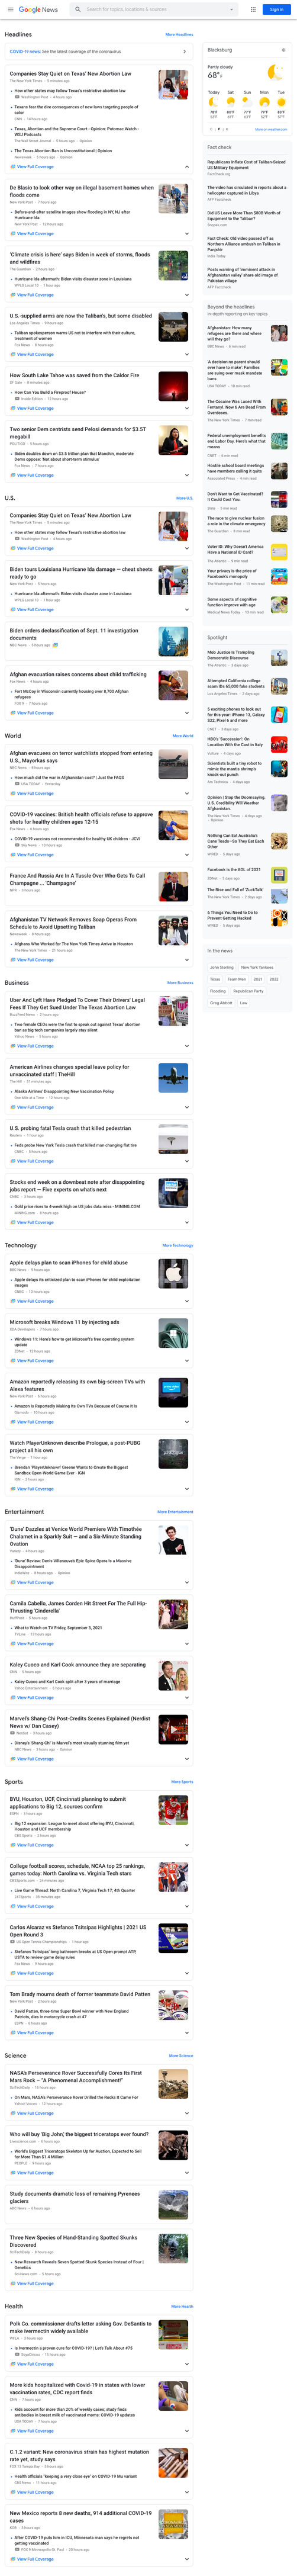 Google News
Search for topics, locations & sources
Sign in
Headlines
More Headlines
COVID-19 news: See the latest coverage of the coronavirus
Companies Stay Quiet on Texas' New Abortion Law
The New York Times · 5 minutes ago
How other states may follow Texas's restrictive abortion law
Washington Post · 4 hours ago
Texans fear the dire consequences of new laws targeting people of
color
CNN · 14 hours ago
Texas, Abortion and the Supreme Court - Opinion: Potomac Watch -
WSJ Podcasts
The Wall Street Journal · 5 hours ago · Opinion
The Texas Abortion Ban is Unconstitutional | Opinion
Newsweek · 5 hours ago · Opinion
View Full Coverage
De Blasio to look other way on illegal basement homes when
floods come
New York Post · 7 hours ago
Before and after satellite images show flooding in NY, NJ after
Hurricane Ida
New York Post · 12 hours ago
View Full Coverage
'Climate crisis is here' says Biden in week of storms, floods
and wildfires
The Guardian · 2 hours ago
Hurricane Ida aftermath: Biden visits disaster zone in Louisiana
WPLG Local 10 · 1 hour ago
View Full Coverage
U.S.-supplied arms are now the Taliban's, but some disabled
Los Angeles Times · 9 hours ago
Taliban spokesperson warns US not to interfere with their culture,
treatment of women
Fox News · 8 hours ago
View Full Coverage
How South Lake Tahoe was saved from the Caldor Fire
SF Gate · 4 minutes ago
How Can You Build a Fireproof House?
Inside Edition · 12 hours ago
View Full Coverage
Two senior Dem centrists send Pelosi demands for $3.5T
megabill
POLITICO · 5 hours ago
Biden doubles down on $3.5 trillion plan that Manchin, moderate
Dems oppose: 'Not about short-term stimulus'
Fox News · 7 hours ago
View Full Coverage
U.S.
More U.S.
Companies Stay Quiet on Texas' New Abortion Law
The New York Times · 5 minutes ago
How other states may follow Texas's restrictive abortion law
Washington Post · 4 hours ago
View Full Coverage
Biden tours Louisiana Hurricane Ida damage — cheat sheets
ready to go
New York Post · 5 hours ago
Hurricane Ida aftermath: Biden visits disaster zone in Louisiana
WPLG Local 10 · 1 hour ago
View Full Coverage
Biden orders declassification of Sept. 11 investigation
documents
NBC News · 9 hours ago
Afghan evacuation raises concerns about child trafficking
Fox News · 8 hours ago
Fort McCoy in Wisconsin currently housing over 8,700 Afghan
refugees
FOR 9 · 7 hours ago
View Full Coverage
World
More World
Afghan evacuees on terror watchlists stopped from entering
U.S., Mayorkas says
NBC News · 4 hours ago
How much did the war in Afghanistan cost? | Just the FAQS
USA TODAY · Yesterday
View Full Coverage
COVID-19 vaccines: British health officials refuse to approve
shots for healthy children ages 12-15
Fox News · 6 hours ago
COVID-19 vaccines not recommended for healthy UK children - JCVI
Sky News · 10 hours ago
View Full Coverage
France And Russia Are In A Tussle Over Who Gets To Call
Champagne ... 'Champagne'
NPR · 3 hours ago
Afghanistan TV Network Removes Soap Operas From
Schedule to Avoid Upsetting Taliban
Newsweek · 3 hours ago
Afghans Who Worked for The New York Times Arrive in Houston
The New York Times · 21 hours ago
View Full Coverage
Business
More Business
Uber And Lyft Have Pledged To Cover Their Drivers' Legal
Fees If They Get Sued Under The Texas Abortion Law
BuzzFeed News · 2 hours ago
Two female CEOs were the first to speak out against Texas' abortion
ban as big tech companies largely stay silent
Yahoo News · 5 hours ago
View Full Coverage
American Airlines changes special leave policy for
unvaccinated staff | TheHill
The Hill · 51 minutes ago
Alaska Airlines' Disappointing New Vaccination Policy
One Mile at a Time · 10 hours ago
View Full Coverage
U.S. probing fatal Tesla crash that killed pedestrian
Reuters · 1 hour ago
Feds probe New York Tesla crash that killed man changing flat tire
CNBC · 5 hours ago
View Full Coverage
Stocks end week on a downbeat note after disappointing
jobs report — Five experts on what's next
CNBC · 3 hours ago
Gold price rises to 4-week high on US jobs data miss - MINING.COM
MINING.com · 6 hours ago
View Full Coverage
Technology
More Technology
Apple delays plan to scan iPhones for child abuse
BBC News · 9 hours ago
Apple delays its criticized plan to scan iPhones for child exploitation
images
CNBC · 10 hours ago
View Full Coverage
Microsoft breaks Windows 11 by injecting ads
XDA Developers · 7 hours ago
Windows 11: Here's how to get Microsoft's free operating system
update
ZDNet · 12 hours ago
View Full Coverage
Amazon reportedly releasing its own big-screen TVs with
Alexa features
New York Post · 6 hours ago
Amazon Is Reportedly Making Its Own TVs Because of Course It Is
Gizmodo · 10 hours ago
View Full Coverage
Watch PlayerUnknown describe Prologue, a post-PUBG
project all his own
The Verge · 1 hour ago
Brendan 'PlayerUnknown' Greene Wants to Create the Biggest
Sandbox Open-World Game Ever - IGN
IGN · 2 hours ago
View Full Coverage
Entertainment
More Entertainment
'Dune' Dazzles at Venice World Premiere With Timothée
Chalamet in a Sparkly Suit — and a Six-Minute Standing
Ovation
Variety · 4 hours ago
'Dune' Review: Denis Villeneuve's Epic Spice Opera Is a Massive
Disappointment
IndieWire · 8 hours ago · Opinion
View Full Coverage
Camila Cabello, James Corden Hit Street For The Full Hip-
Thrusting 'Cinderella'
HuffPost · 5 hours ago
What to Watch on TV Friday, September 3, 2021
TVLine · 13 hours ago
View Full Coverage
Kaley Cuoco and Karl Cook announce they are separating
CNN · 5 hours ago
Kaley Cuoco and Karl Cook split after 3 years of marriage
Yahoo Entertainment · 6 hours ago
View Full Coverage
Marvel's Shang-Chi Post-Credits Scenes Explained (Nerdist
News w/ Dan Casey)
Nerdist · 3 hours ago
Disney's 'Shang-Chi' is Marvel's most visually stunning film yet
NBC News · 9 hours ago · Opinion
View Full Coverage
Sports
More Sports
BYU, Houston, UCF, Cincinnati planning to submit
applications to Big 12, sources confirm
ESPN · 3 hours ago
Big 12 expansion: League to meet about offering BYU, Cincinnati,
Houston and UCF membership
CBS Sports · 2 hours ago
View Full Coverage
College football scores, schedule, NCAA top 25 rankings,
games today: North Carolina vs. Virginia Tech stars
CBSSports.com · 24 minutes ago
Live Game Thread: North Carolina 7, Virginia Tech 17, 4th Quarter
247Sports · 35 minutes ago
View Full Coverage
Carlos Alcaraz vs Stefanos Tsitsipas Highlights | 2021 US
Open Round 3
US Open Tennis Championships · 1 hour ago
Stefanos Tsitsipas' long bathroom breaks at US Open prompt ATP,
USTA to review game delay rules
Fox News · 9 hours ago
View Full Coverage
Tom Brady mourns death of former teammate David Patten
New York Post · 3 hours ago
David Patten, three-time Super Bowl winner with New England
Patriots, dies in motorcycle crash at 47
ESPN · 5 hours ago
View Full Coverage
Science
More Science
NASA's Perseverance Rover Successfully Cores Its First
Mars Rock – "A Phenomenal Accomplishment!"
SciTechDaily · 16 hours ago
On Mars, NASA's Perseverance Rover Drilled the Rocks It Came For
Yahoo! Voices · 12 hours ago
View Full Coverage
Who will buy 'Big John,' the biggest triceratops ever found?
Livescience.com · 6 hours ago
World's Biggest Triceratops Skeleton Up for Auction, Expected to Sell
for More Than $1.4 Million
PEOPLE · 9 hours ago
View Full Coverage
Study documents dramatic loss of remaining Pyrenees
glaciers
ABC News · 6 hours ago
Three New Species of Hand-Standing Spotted Skunks
Discovered
SciTechDaily · 8 hours ago
New Research Reveals Seven Spotted Skunk Species Instead of Four |
Genetics
Sci-News.com · 5 hours ago
View Full Coverage
Health
More Health
Polk Co. commissioner drafts letter asking Gov. DeSantis to
make ivermectin widely available
WFLA · 3 hours ago
Is ivermectin a proven cure for COVID-19? | Lets Talk About #75
DrugClinics · 15 hours ago
View Full Coverage
More kids hospitalized with Covid-19 in states with lower
vaccination rates, CDC report finds
CNN · 7 hours ago
Kids account for more than 20% of weekly cases; study finds
antibodies in breast milk of vaccinated moms: COVID-19 updates
USA TODAY · 7 hours ago
View Full Coverage
C.1.2 variant: New coronavirus strain has highest mutation
rate yet, study says
FOX 13 Tampa Bay · 3 hours ago
Health officials "keeping a very close eye" on COVID-19 Mu variant
CBS News · 11 hours ago
View Full Coverage
New Mexico reports 8 new deaths, 914 additional COVID-19
cases
KOB · 3 hours ago
After COVID-19 puts him in ICU, Minnesota man says he regrets not
getting vaccinated
FOX 9 Minneapolis-St. Paul · 20 hours ago
View Full Coverage
Blacksburg
Partly cloudy
68°F
Today Sat Sun Mon Tue
More on weather.com
Fact check
Republicans Inflate Cost of Taliban-Seized
US Military Equipment
FactCheck.org
The video has circulated in reports about a
helicopter captured in Libya
AFP Factcheck
Did US Leave More Than $80B Worth of
Equipment to the Taliban?
Snopes.com
Fact Check: Old video passed off as
Northern Alliance ambush on Taliban in
Panjshir
India Today
Posts warning of 'imminent attack in
Afghanistan valley' share old image of
Pakistan village
AFP Factcheck
Beyond the headlines
In-depth reporting on key topics
Afghanistan: How many
refugees are there and where
will they go?
BBC News · 6 min read
'A decision no parent should
ever have to make': Families
are suing over mask mandate
bans
USA TODAY · 10 min read
The Cocaine Was Laced With
Fentanyl. Now 6 Are Dead From
Overdoses.
The New York Times · 7 min read
Federal unemployment benefits
and Labor Day: Here's what that
means
CNET · 6 min read
Hostile school board meetings
have members calling it quits
Associated Press · 4 min read
Don't Want to Get Vaccinated?
It Could Cost You
Slate · 5 min read
The race to give nuclear fusion
a role in the climate emergency
The Guardian · 9 min read
Voter ID: Why Doesn't America
Have a National ID Card?
The Atlantic · 9 min read
Your privacy is the price of
Facebook's monopoly
The Washington Post · 11 min read
Some aspects of cognitive
function improve with age
Medical News Today · 13 min read
Spotlight
Mob Justice Is Trampling
Democratic Discourse
The Atlantic · 3 days ago
Attempted California college
scam IDs 65,000 fake students
Los Angeles Times · 2 days ago
5 exciting phones to look out
for this year: iPhone 13, Galaxy
S22, Pixel 6 and more
CNET · 2 days ago
How to Be Successful on
HBO's 'Succession': On
Location With the Cast in Italy
Vulture · 4 days ago
Scientists built a tiny robot to
mimic the mantis shrimp's
knock-out punch
Ars Technica · 4 days ago
Opinion | Stop the Doomsaying.
U.S. Credibility Will Weather
Afghanistan.
The New York Times · 4 days ago
· Opinion
Nothing Can Eat Australia's
Cane Toads—So They Eat Each
Other
WIRED · 5 days ago
Facebook is the AOL of 2021
ZDNet · 5 days ago
The Rise and Fall of 'ZuckTalk'
The New York Times · 2 days ago
6 Things You Need to Do to
Prevent Getting Hacked
WIRED · 5 days ago
In the news
John Sterling
New York Yankees
Texas
Team Men
2021
2022
Flooding
Republican Party
Greg Abbott
Law